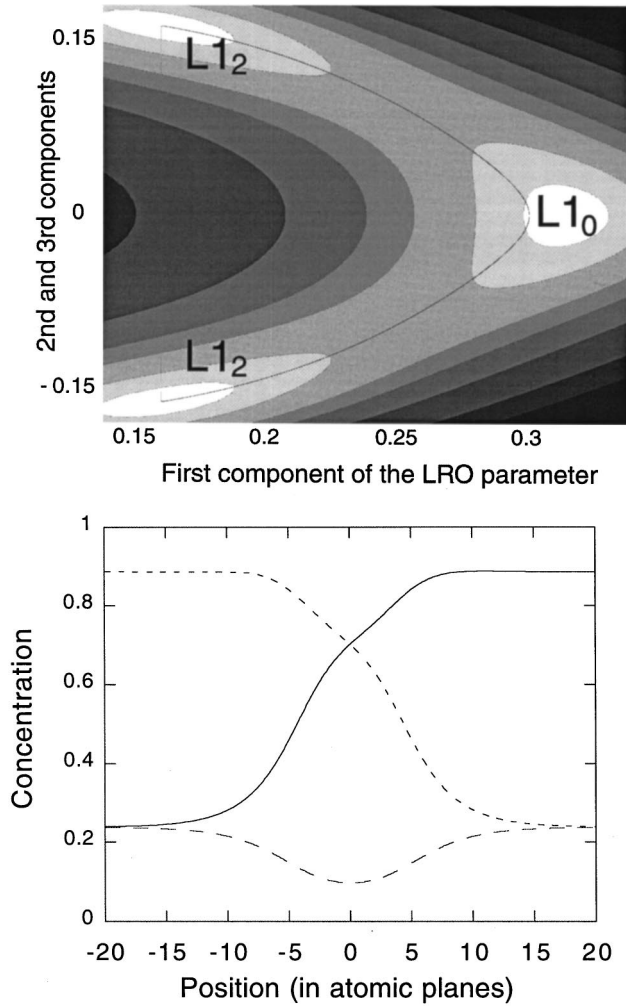 0.15
L1₂
2nd and 3rd components
0
L1₀
L1₂
-0.15
0.15 0.2 0.25 0.3
First component of the LRO parameter
1
0.8
0.6
Concentration
0.4
0.2
0
-20 -15 -10 -5 0 5 10 15 20
Position (in atomic planes)